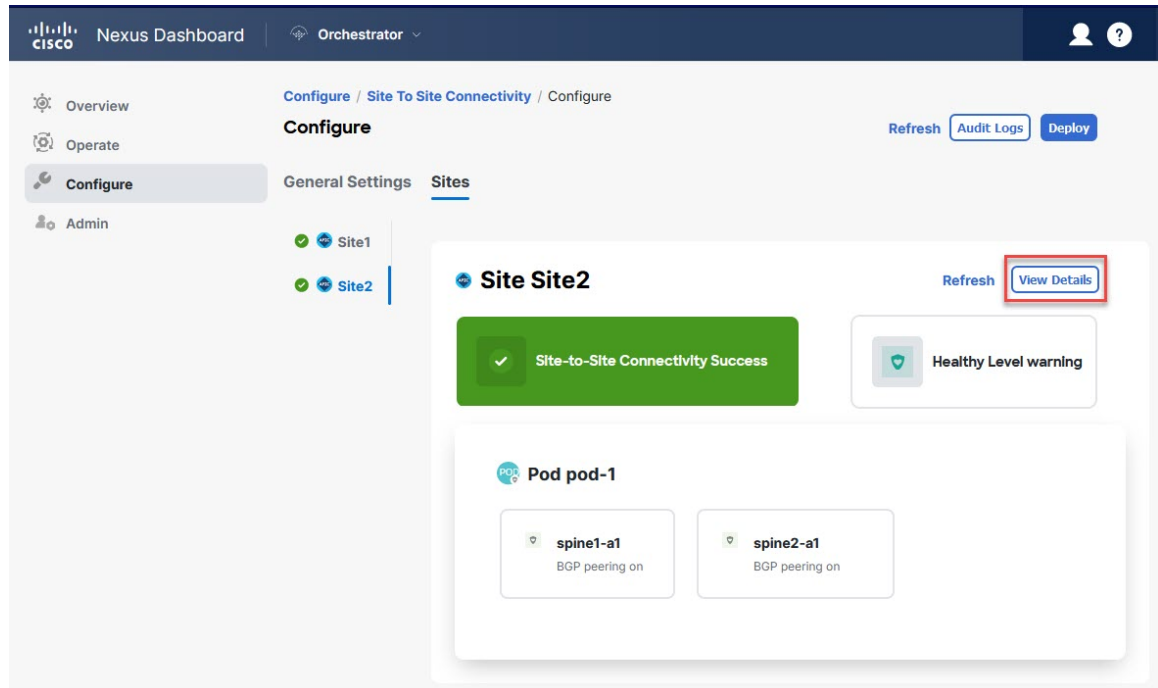 CISCO Nexus Dashboard Orchestrator ?
Overview
Operate
Configure
Admin
Configure / Site To Site Connectivity / Configure
Configure
Refresh Audit Logs Deploy
General Settings Sites
Site1
Site2
Site Site2
Refresh View Details
Site-to-Site Connectivity Success
Healthy Level warning
POD Pod pod-1
spine1-a1
BGP peering on
spine2-a1
BGP peering on